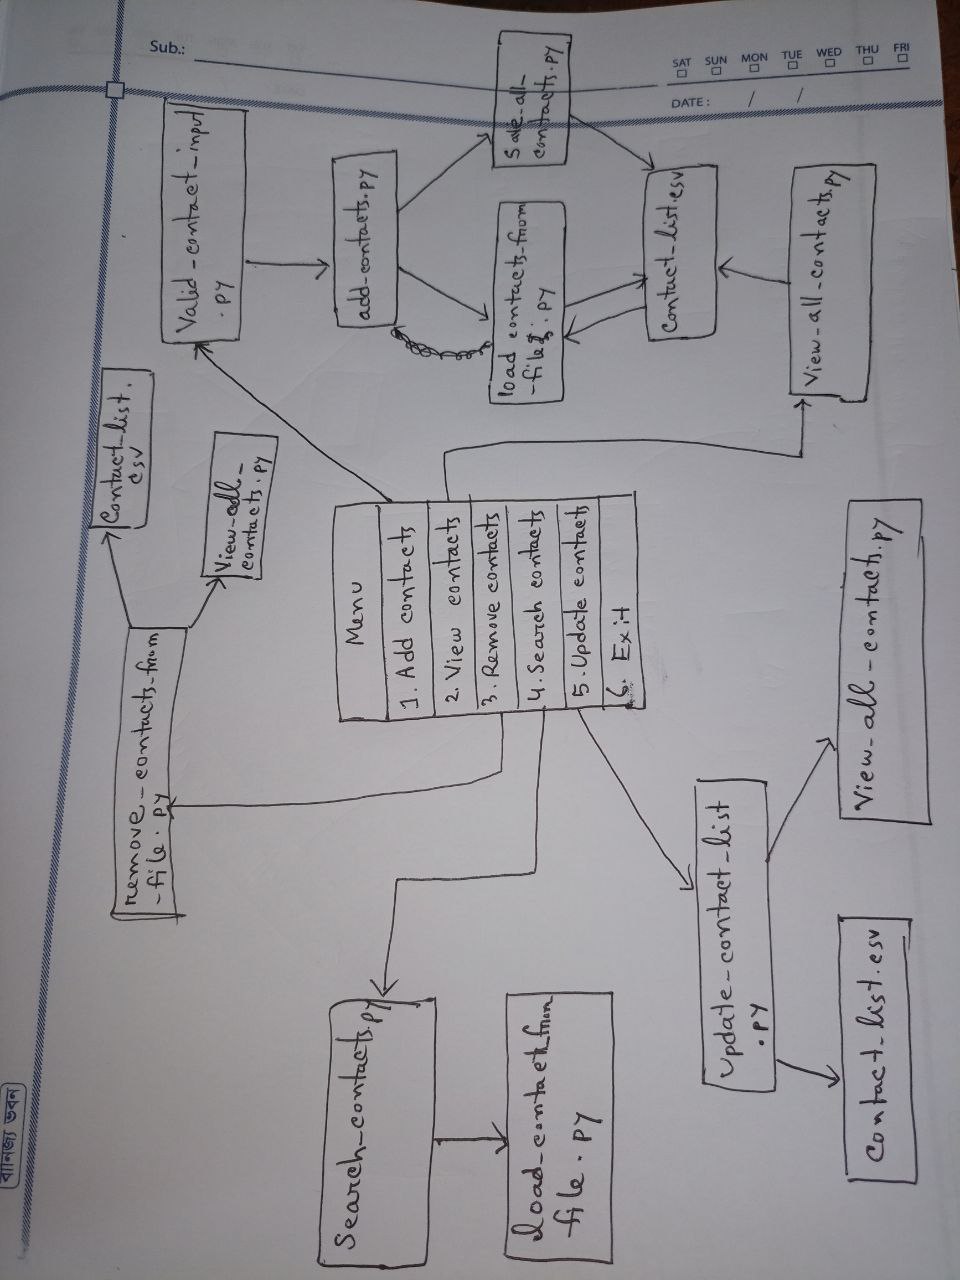 Sub.:
SAT SUN MON TUE WED THU FRI
DATE: / /
বানিজ্য ভবন
Valid-contact-input
.py
add-contacts.py
Save-all-
contacts.py
load contacts-from
-file.py
Contact-list.csv
View-all-contacts.py
Contact-list.
csv
View-all-
contacts.py
remove-contacts-from
-file.py
Menu
1. Add contacts
2. View contacts
3. Remove contacts
4. Search contacts
5. Update contacts
6. Exit
Search-contacts.py
load-contact-from
file.py
Update-contact-list
.py
View-all-contacts.py
Contact-list.csv